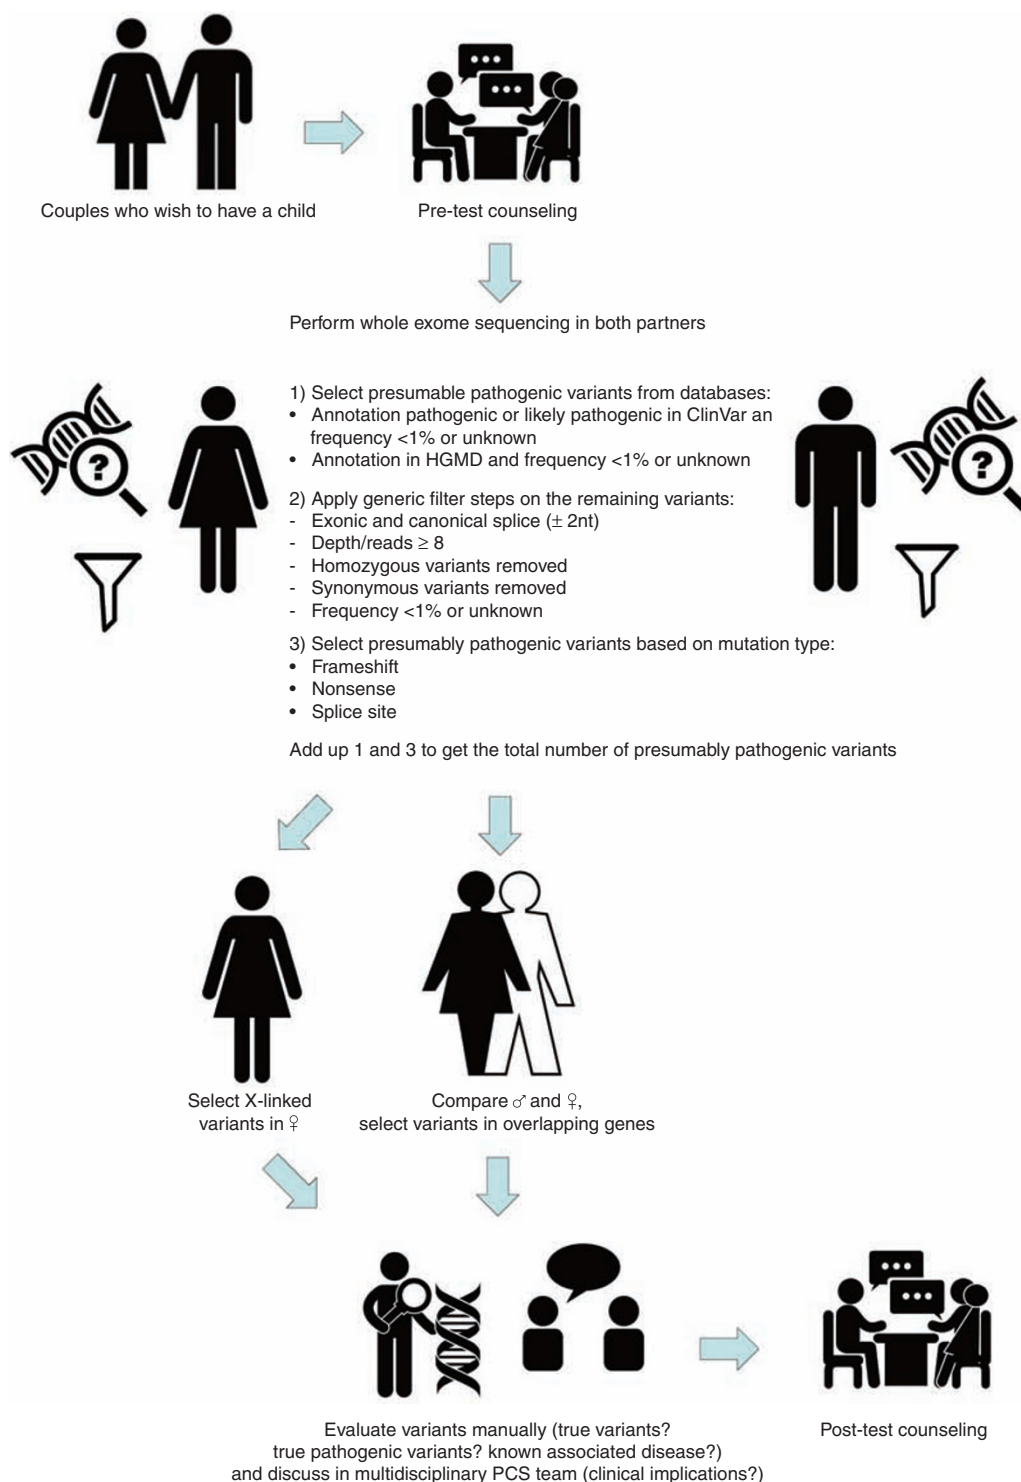 Couples who wish to have a child
Pre-test counseling
Perform whole exome sequencing in both partners
1) Select presumable pathogenic variants from databases:
• Annotation pathogenic or likely pathogenic in ClinVar an
frequency <1% or unknown
• Annotation in HGMD and frequency <1% or unknown
2) Apply generic filter steps on the remaining variants:
- Exonic and canonical splice (± 2nt)
- Depth/reads ≥ 8
- Homozygous variants removed
- Synonymous variants removed
- Frequency <1% or unknown
3) Select presumably pathogenic variants based on mutation type:
• Frameshift
• Nonsense
• Splice site
Add up 1 and 3 to get the total number of presumably pathogenic variants
?
?
Select X-linked
variants in ♀
Compare ♂ and ♀,
select variants in overlapping genes
Evaluate variants manually (true variants?
true pathogenic variants? known associated disease?)
and discuss in multidisciplinary PCS team (clinical implications?)
Post-test counseling